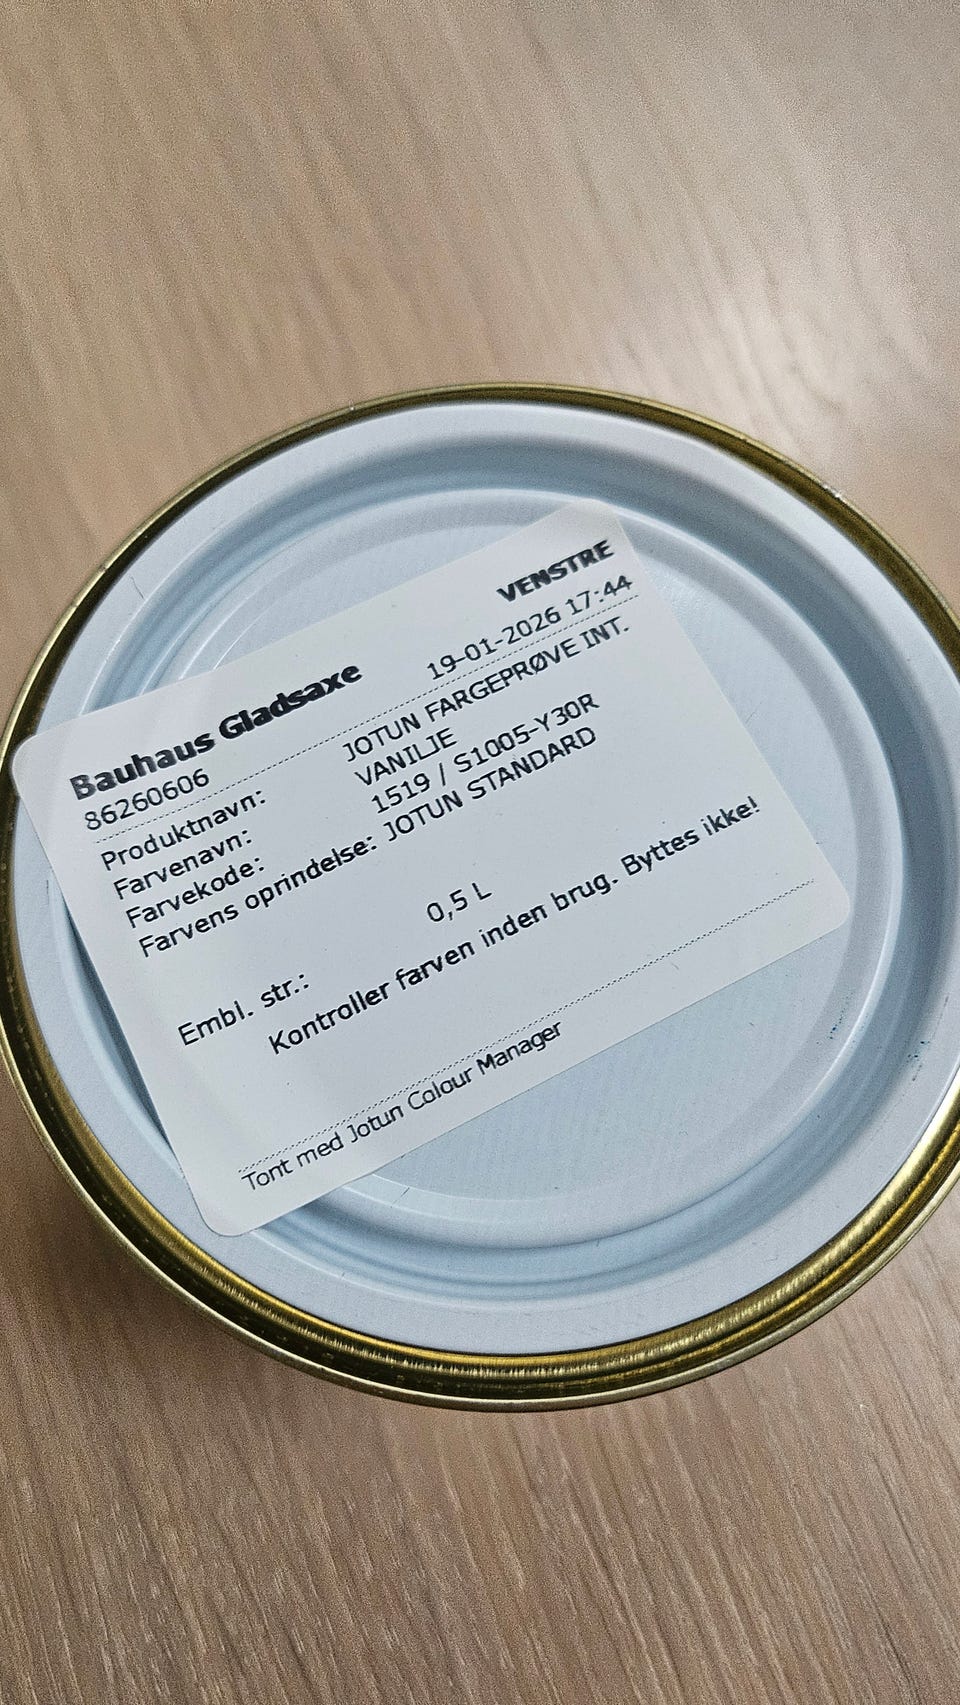 VENSTRE
Bauhaus Gladsaxe 19-01-2026 17:44
86260606
Produktnavn: JOTUN FARGEPRØVE INT.
Farvenavn: VANILJE
Farvekode: 1519 / S1005-Y30R
Farvens oprindelse: JOTUN STANDARD
Embl. str.: 0,5 L
Kontroller farven inden brug. Byttes ikke!
Tont med Jotun Colour Manager